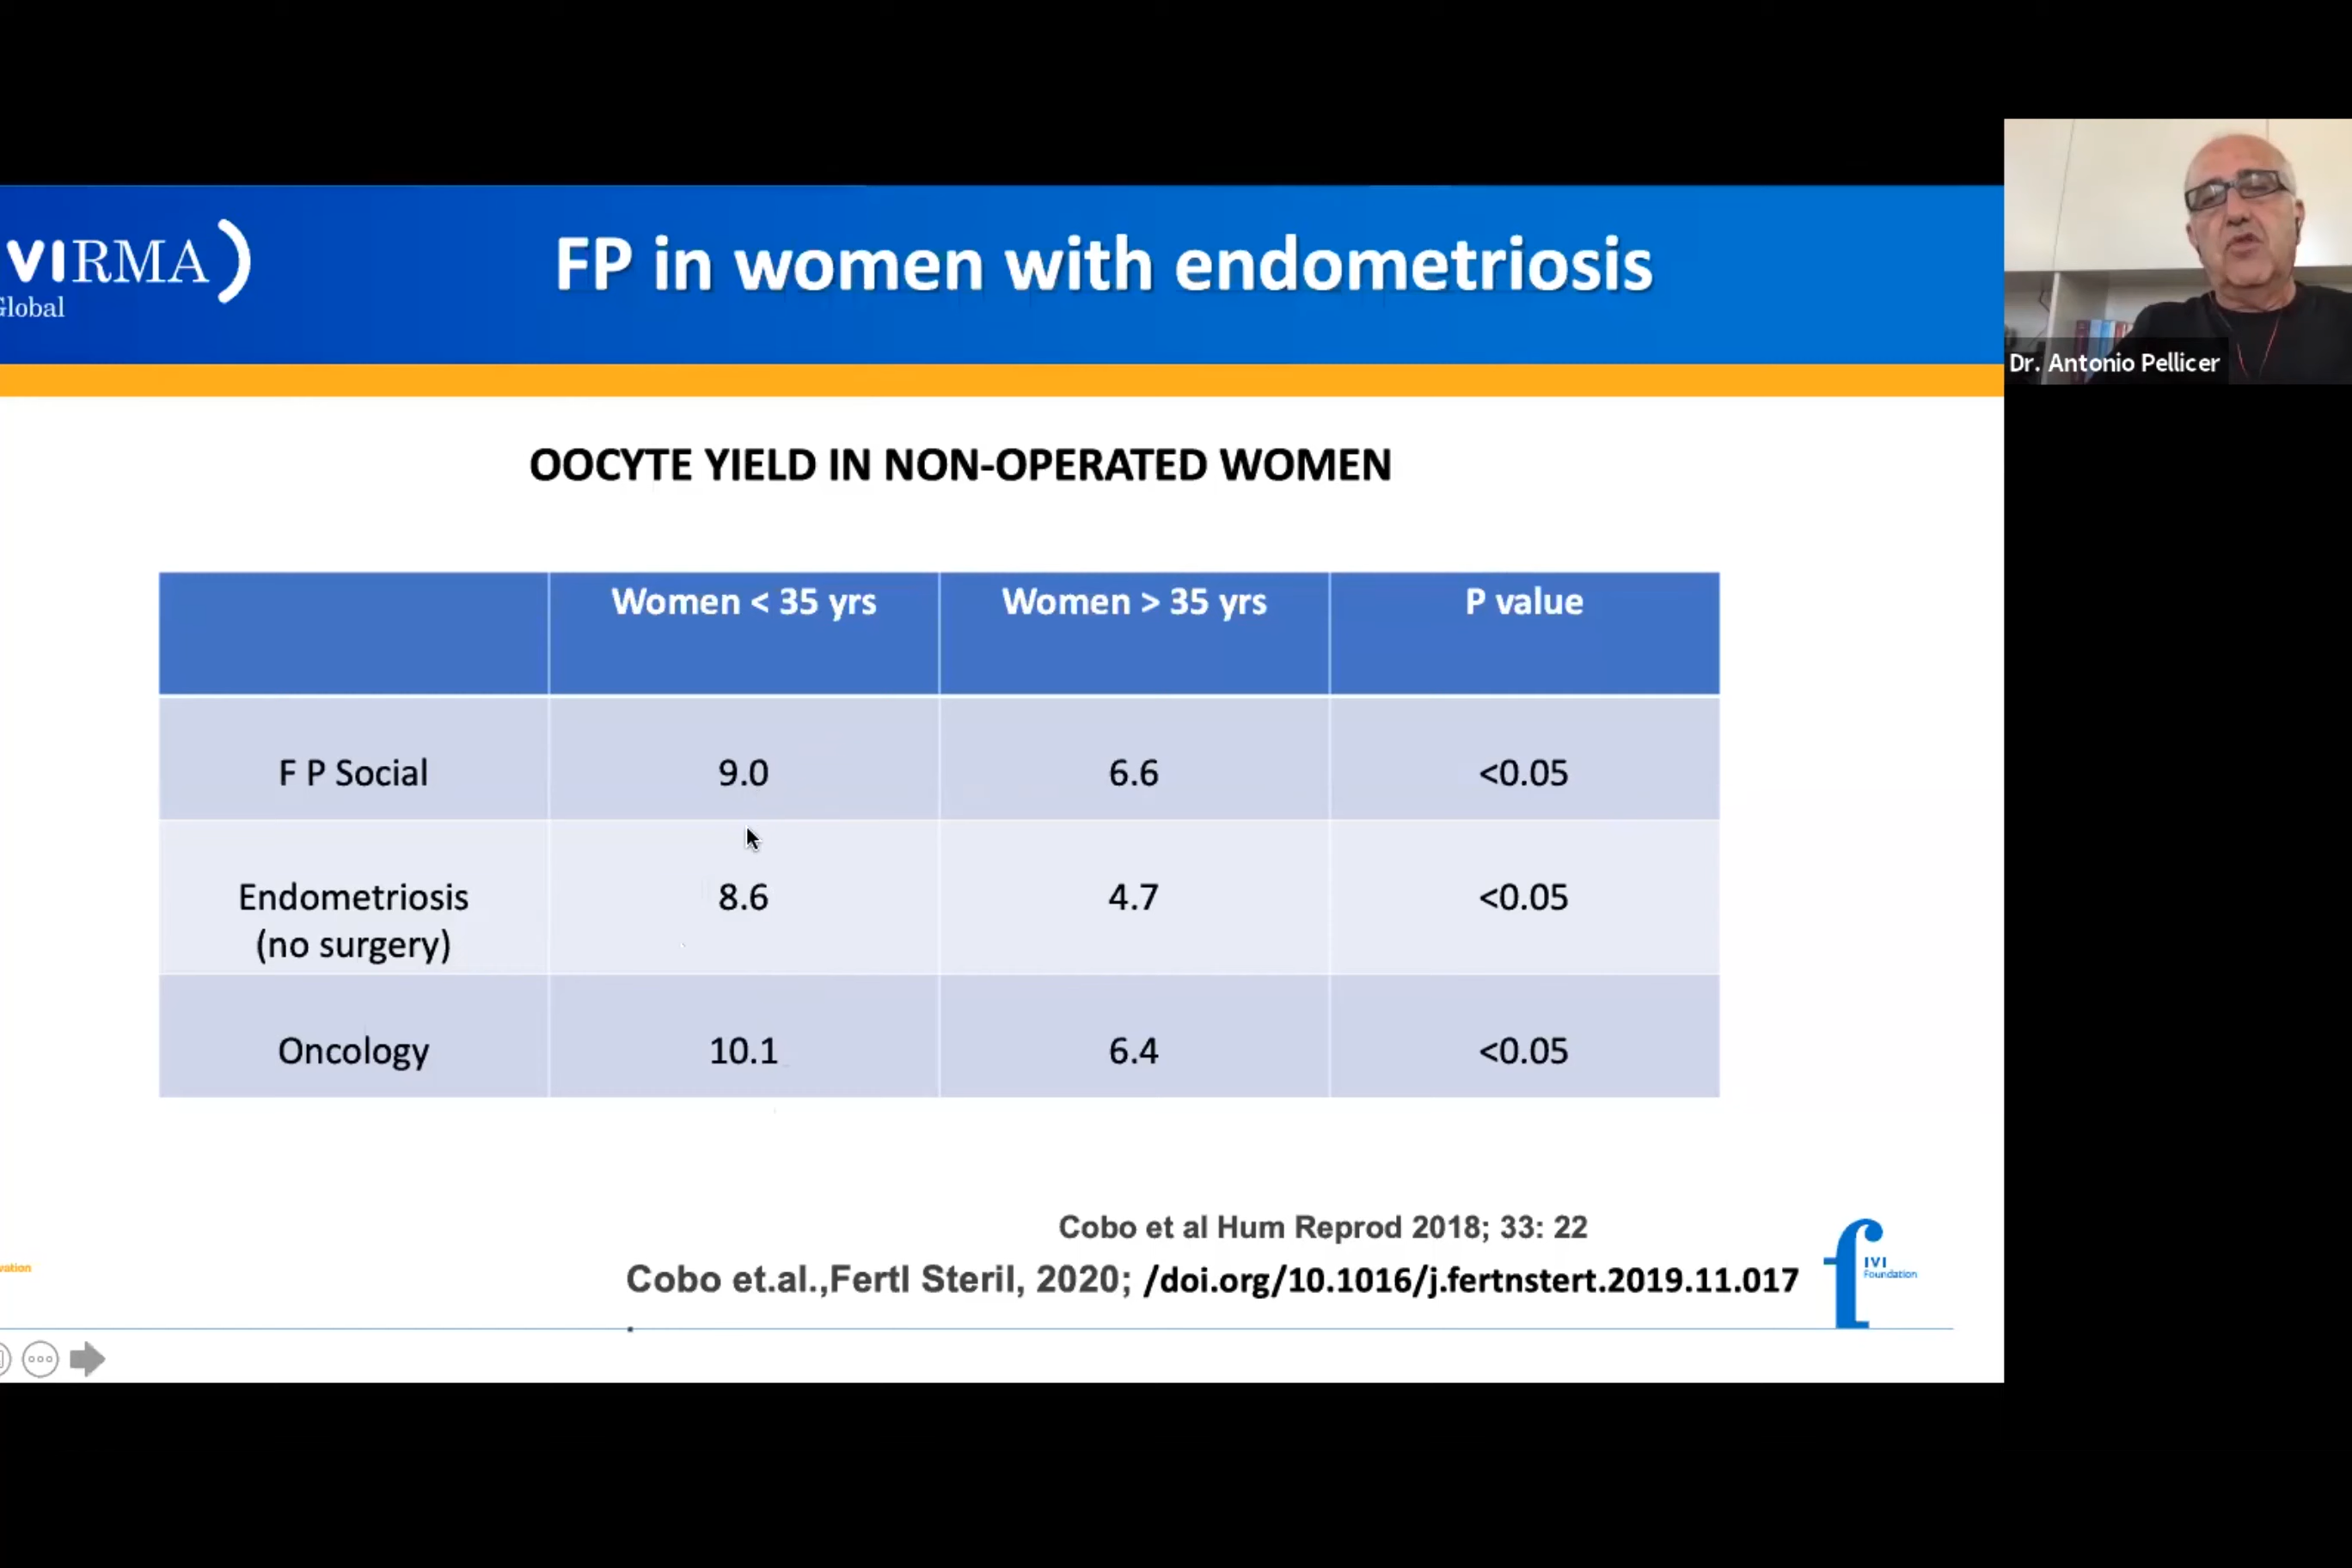 VIRMA
Global
FP in women with endometriosis
Dr. Antonio Pellicer
OOCYTE YIELD IN NON-OPERATED WOMEN
Women < 35 yrs Women > 35 yrs P value
F P Social 9.0 6.6 <0.05
Endometriosis 8.6 4.7 <0.05
(no surgery)
Oncology 10.1 6.4 <0.05
Cobo et al Hum Reprod 2018; 33: 22
Cobo et.al.,Fertl Steril, 2020; /doi.org/10.1016/j.fertnstert.2019.11.017
IVI
Foundation